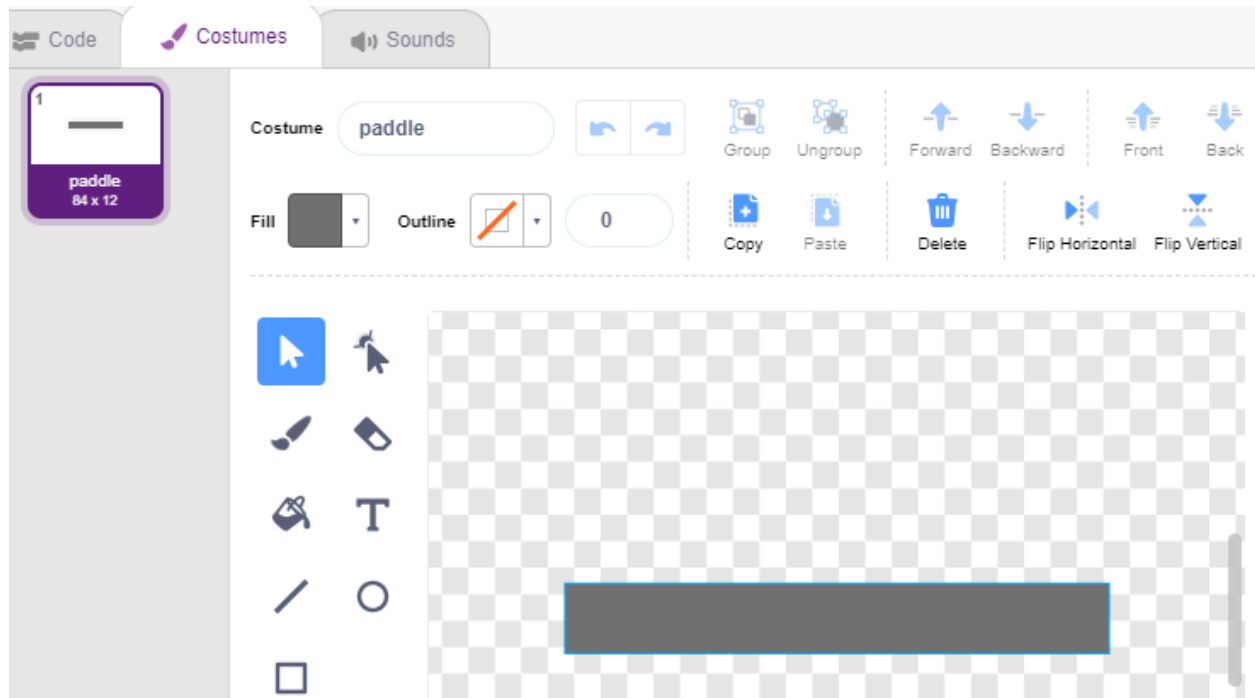 Code
Costumes
Sounds
1
paddle
84 x 12
Costume
paddle
Group
Ungroup
Forward
Backward
Front
Back
Fill
Outline
0
Copy
Paste
Delete
Flip Horizontal
Flip Vertical
T